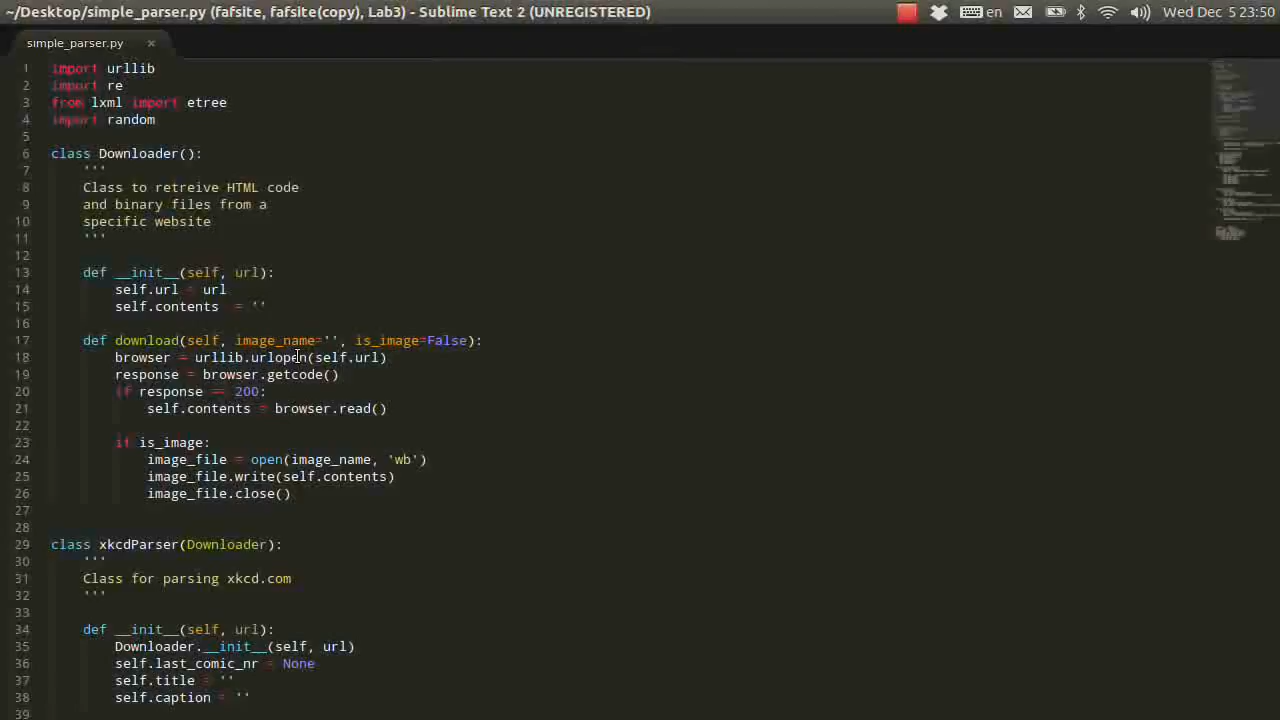 ~/Desktop/simple_parser.py (fafsite, fafsite(copy), Lab3) - Sublime Text 2 (UNREGISTERED)
en
Wed Dec 5 23:50
simple_parser.py ×
1 import urllib
2 import re
3 from lxml import etree
4 import random
5
6 class Downloader():
7     '''
8     Class to retreive HTML code
9     and binary files from a
10     specific website
11     '''
12
13     def __init__(self, url):
14         self.url = url
15         self.contents  = ''
16
17     def download(self, image_name='', is_image=False):
18         browser = urllib.urlopen(self.url)
19         response = browser.getcode()
20         if response == 200:
21             self.contents = browser.read()
22
23         if is_image:
24             image_file = open(image_name, 'wb')
25             image_file.write(self.contents)
26             image_file.close()
27
28
29 class xkcdParser(Downloader):
30     '''
31     Class for parsing xkcd.com
32     '''
33
34     def __init__(self, url):
35         Downloader.__init__(self, url)
36         self.last_comic_nr = None
37         self.title = ''
38         self.caption = ''
39